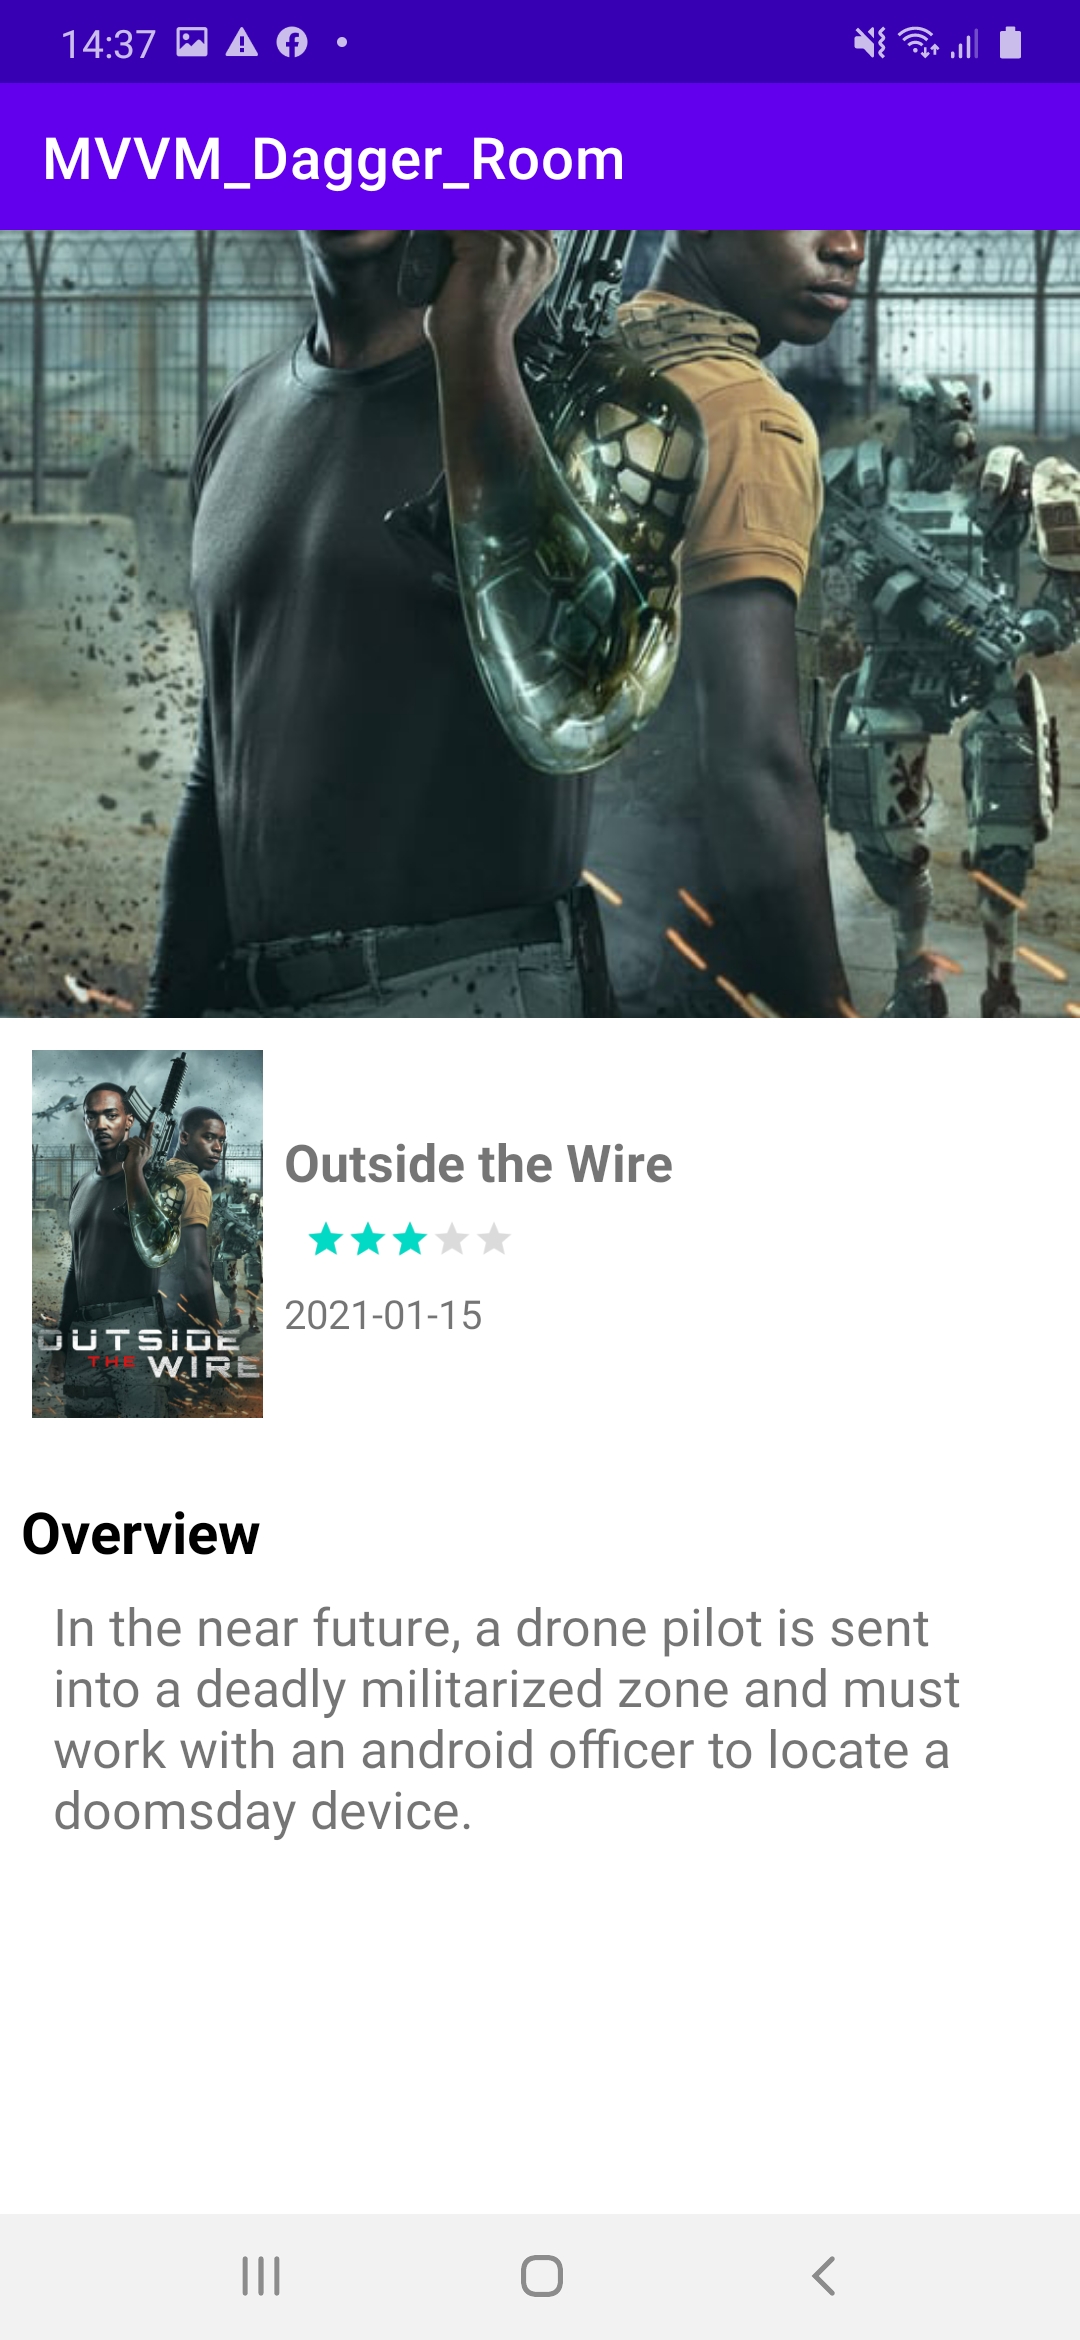 14:37
MVVM_Dagger_Room
OUTSIDE
THE WIRE
Outside the Wire
2021-01-15
Overview
In the near future, a drone pilot is sent
into a deadly militarized zone and must
work with an android officer to locate a
doomsday device.